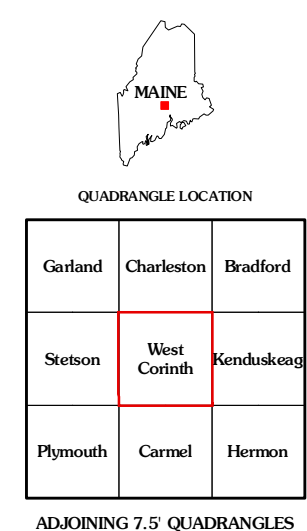 MAINE
QUADRANGLE LOCATION
Garland Charleston Bradford
Stetson West Corinth Kenduskeag
Plymouth Carmel Hermon
ADJOINING 7.5' QUADRANGLES